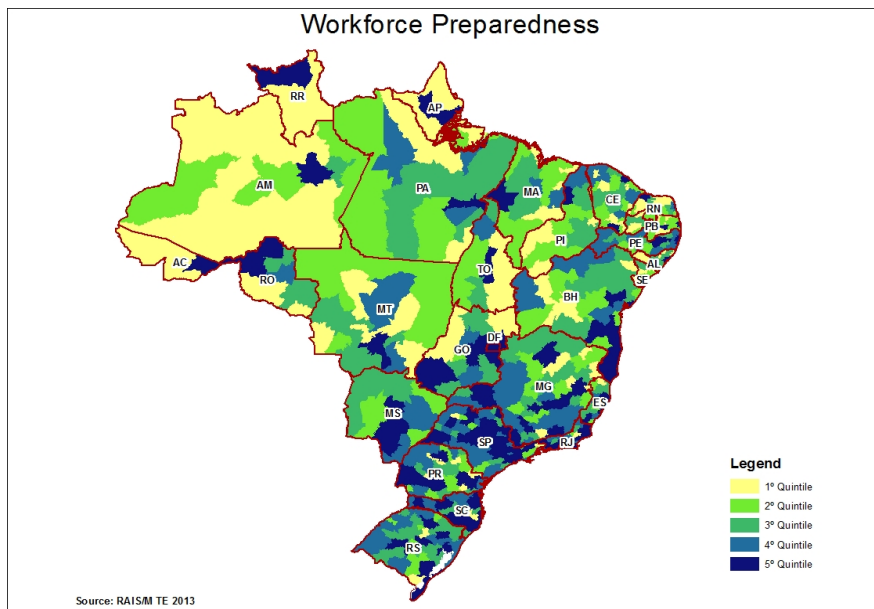 Workforce Preparedness
RR
AP
AM
PA
MA
CE
RN
PB
PI
PE
AC
TO
AL
RO
SE
BH
MT
DF
GO
MG
MS
ES
SP
RJ
PR
SC
RS
Legend
1º Quintile
2º Quintile
3º Quintile
4º Quintile
5º Quintile
Source: RAIS/M TE 2013